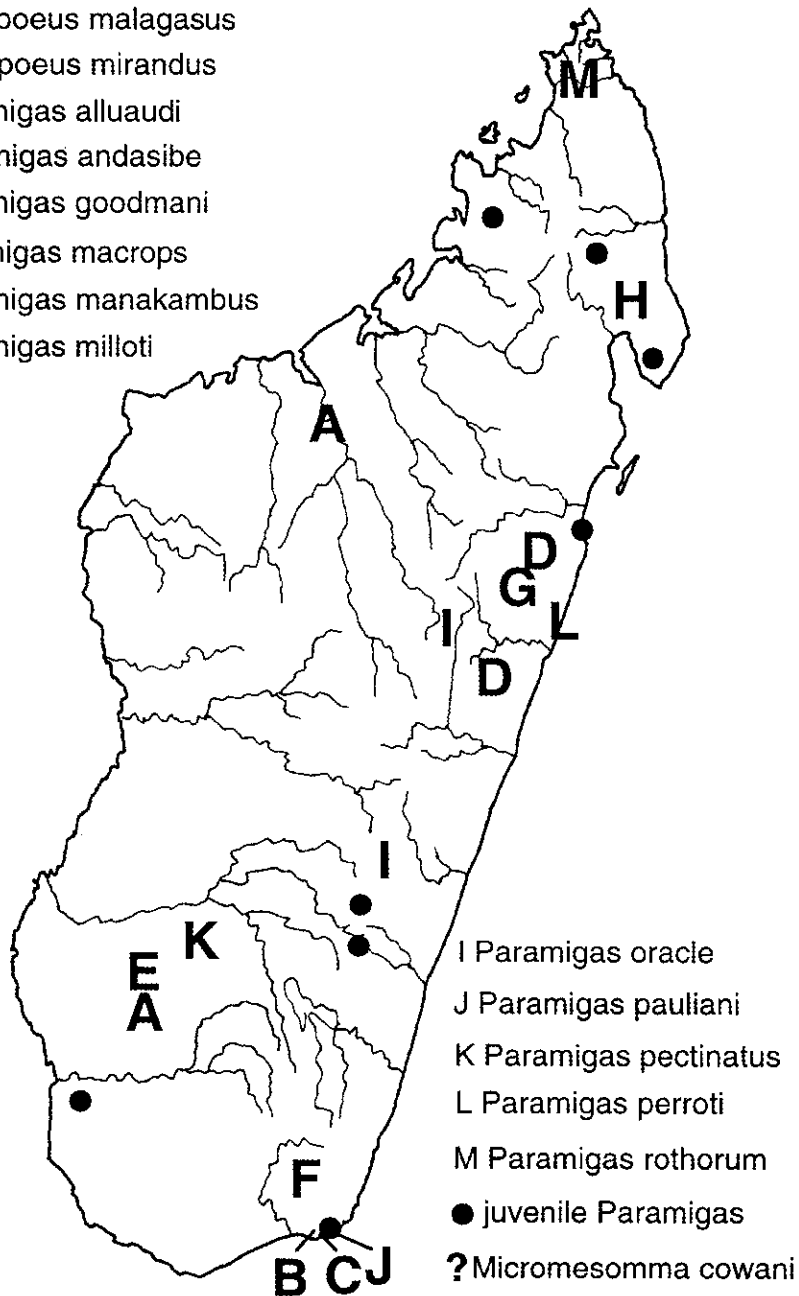 poeus malagasus
poeus mirandus
nigas alluaudi
nigas andasibe
nigas goodmani
nigas macrops
nigas manakambus
nigas milloti
M
H
A
D
G
I
L
D
I
K
E
A
F
B C J
I Paramigas oracle
J Paramigas pauliani
K Paramigas pectinatus
L Paramigas perroti
M Paramigas rothorum
juvenile Paramigas
? Micromesomma cowani